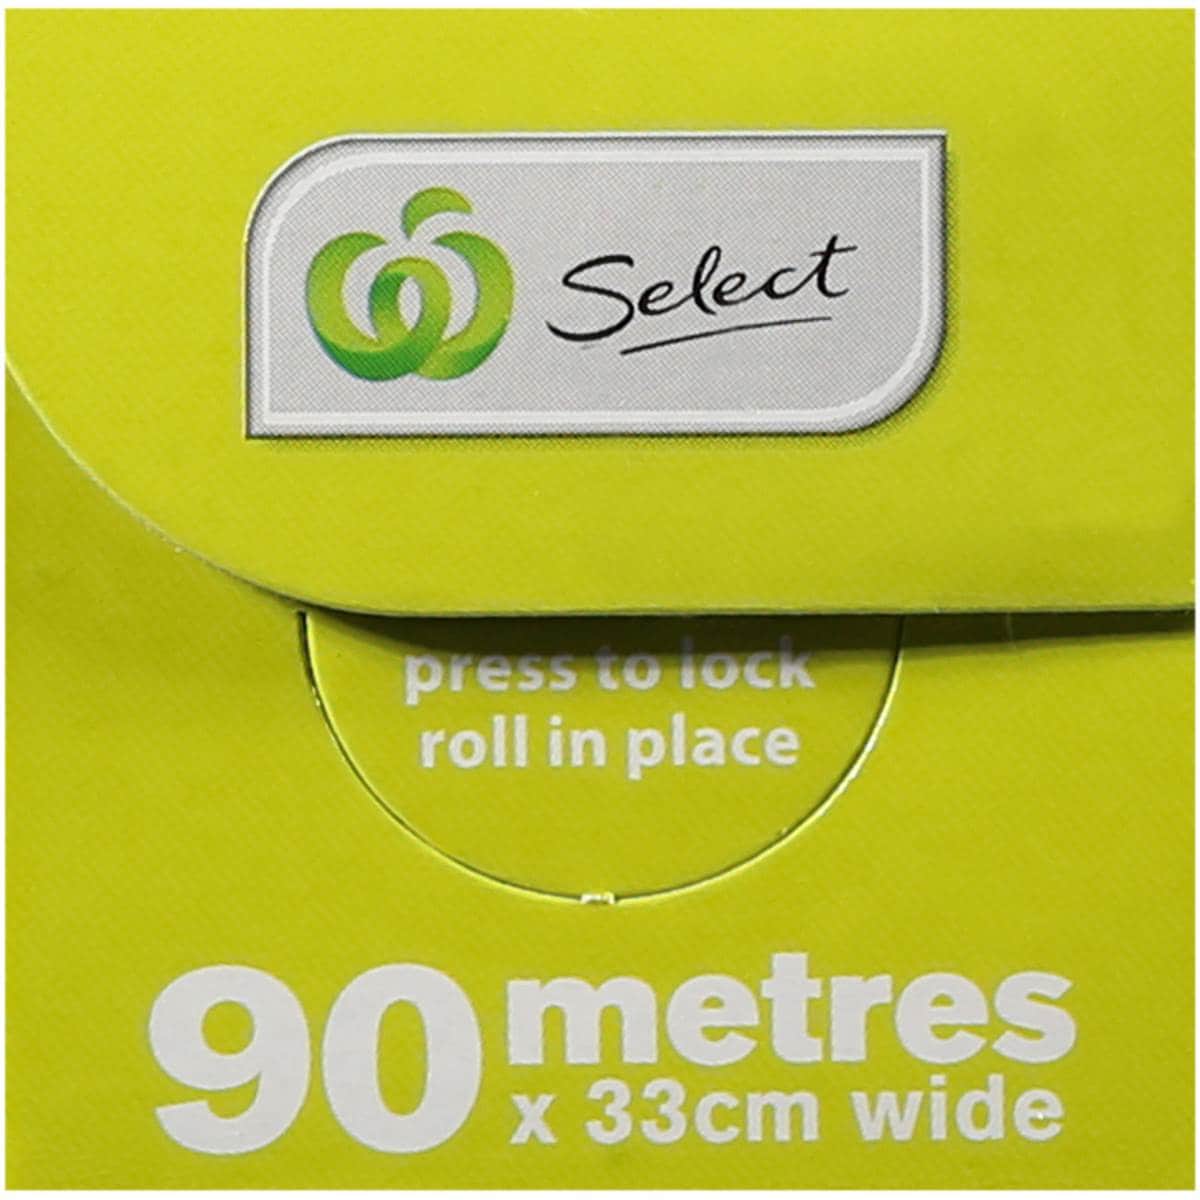 Select
press to lock
roll in place
90 metres
x 33cm wide